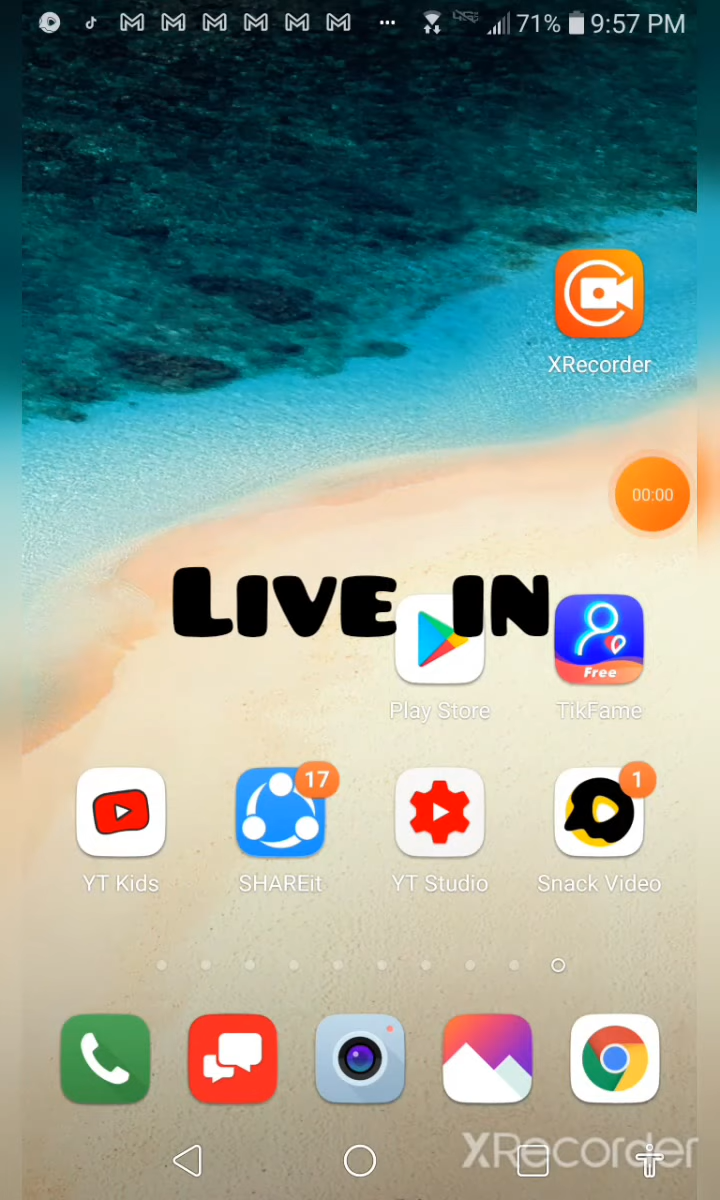 71% 9:57 PM
XRecorder
00:00
LIVE IN
Free
Play Store TikFame
17 1
YT Kids SHAREit YT Studio Snack Video
XRecorder